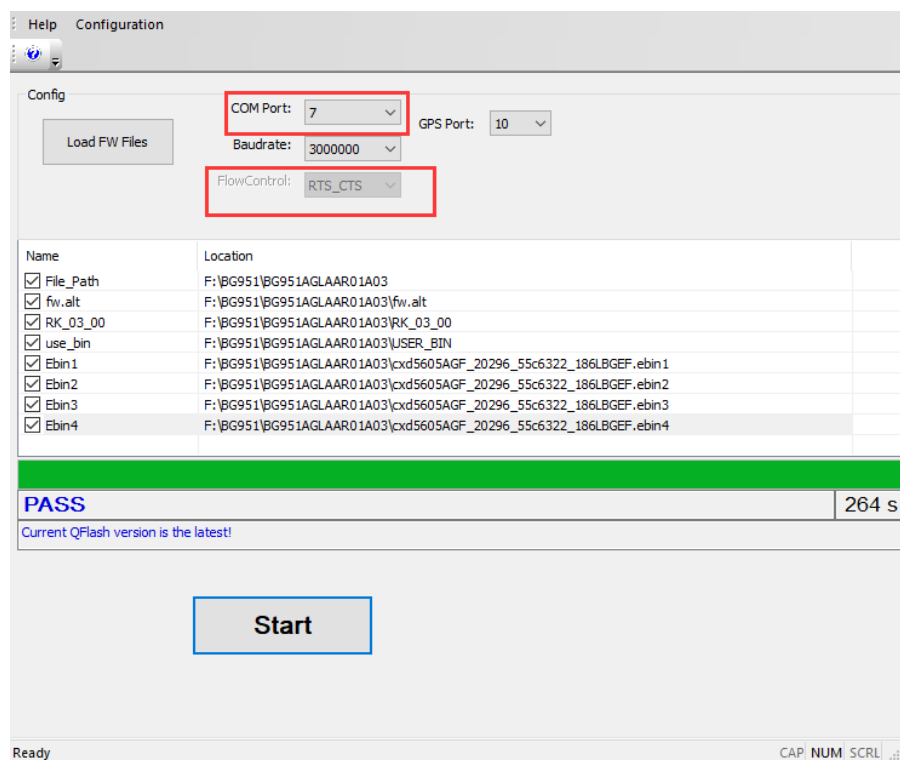 Help Configuration
Config
COM Port: 7
GPS Port: 10
Load FW Files
Baudrate: 3000000
FlowControl: RTS_CTS
Name Location
File_Path F:\BG951\BG951AGLAAR01A03
fw.alt F:\BG951\BG951AGLAAR01A03\fw.alt
RK_03_00 F:\BG951\BG951AGLAAR01A03\RK_03_00
use_bin F:\BG951\BG951AGLAAR01A03\USER_BIN
Ebin1 F:\BG951\BG951AGLAAR01A03\cxd5605AGF_20296_55c6322_186LBGEF.ebin1
Ebin2 F:\BG951\BG951AGLAAR01A03\cxd5605AGF_20296_55c6322_186LBGEF.ebin2
Ebin3 F:\BG951\BG951AGLAAR01A03\cxd5605AGF_20296_55c6322_186LBGEF.ebin3
Ebin4 F:\BG951\BG951AGLAAR01A03\cxd5605AGF_20296_55c6322_186LBGEF.ebin4
PASS 264 s
Current QFlash version is the latest!
Start
Ready CAP NUM SCRL